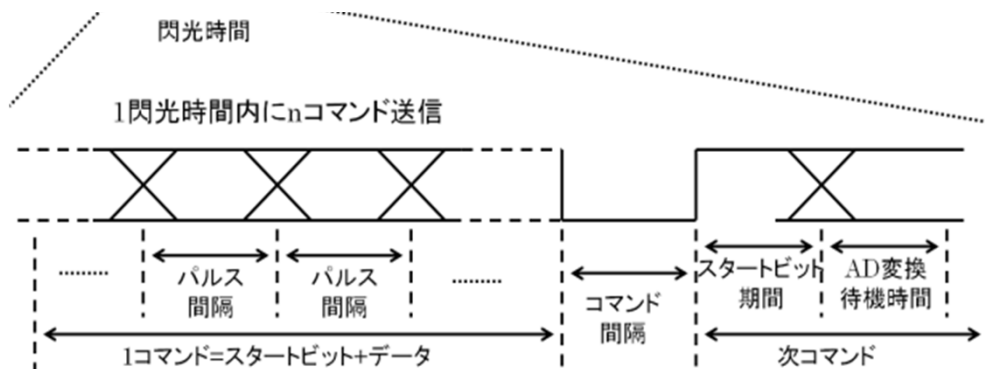 閃光時間
1閃光時間内にnコマンド送信
パルス
間隔
パルス
間隔
コマンド
間隔
スタートビット
期間
AD変換
待機時間
1コマンド=スタートビット+データ
次コマンド